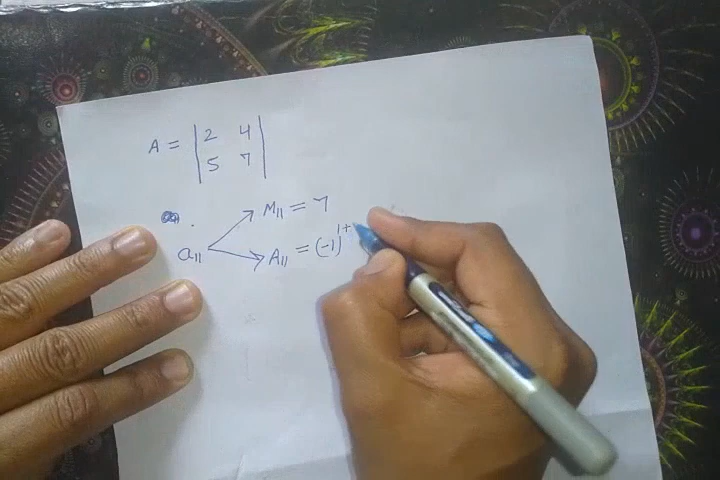 A = | 2 4 |
| 5 7 |
a₁₁ → M₁₁ = 7
→ A₁₁ = (-1)¹⁺